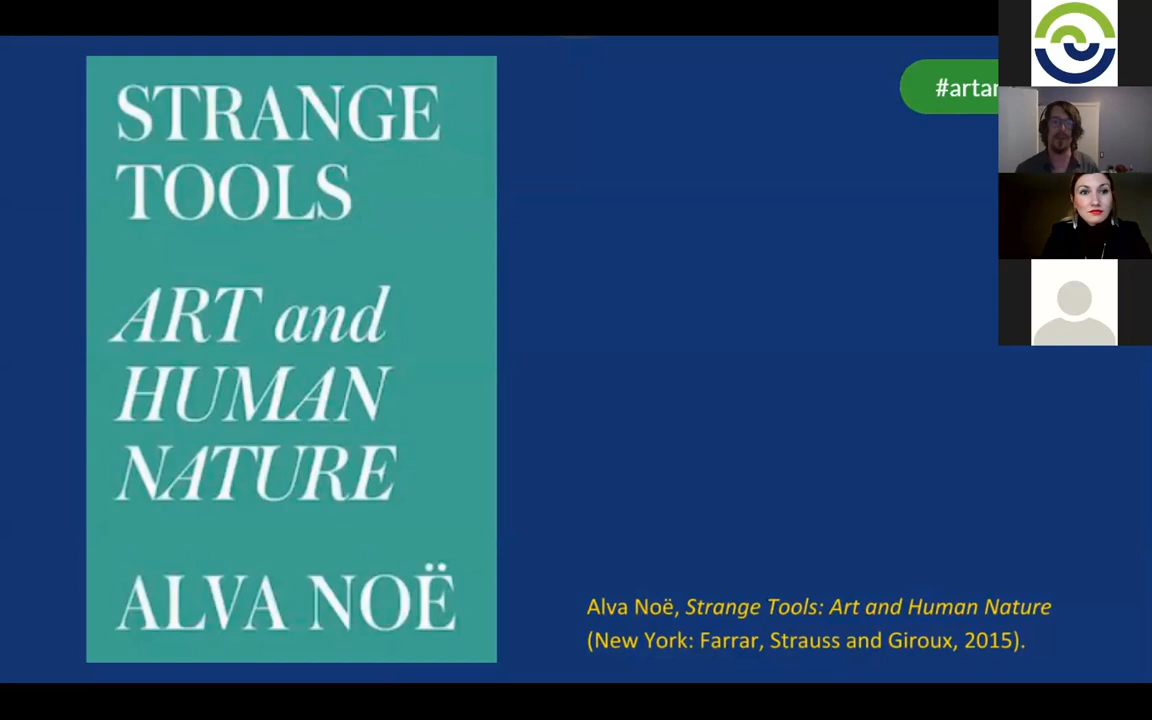 STRANGE
TOOLS
ART and
HUMAN
NATURE
ALVA NOË
#artar
Alva Noë, Strange Tools: Art and Human Nature
(New York: Farrar, Strauss and Giroux, 2015).